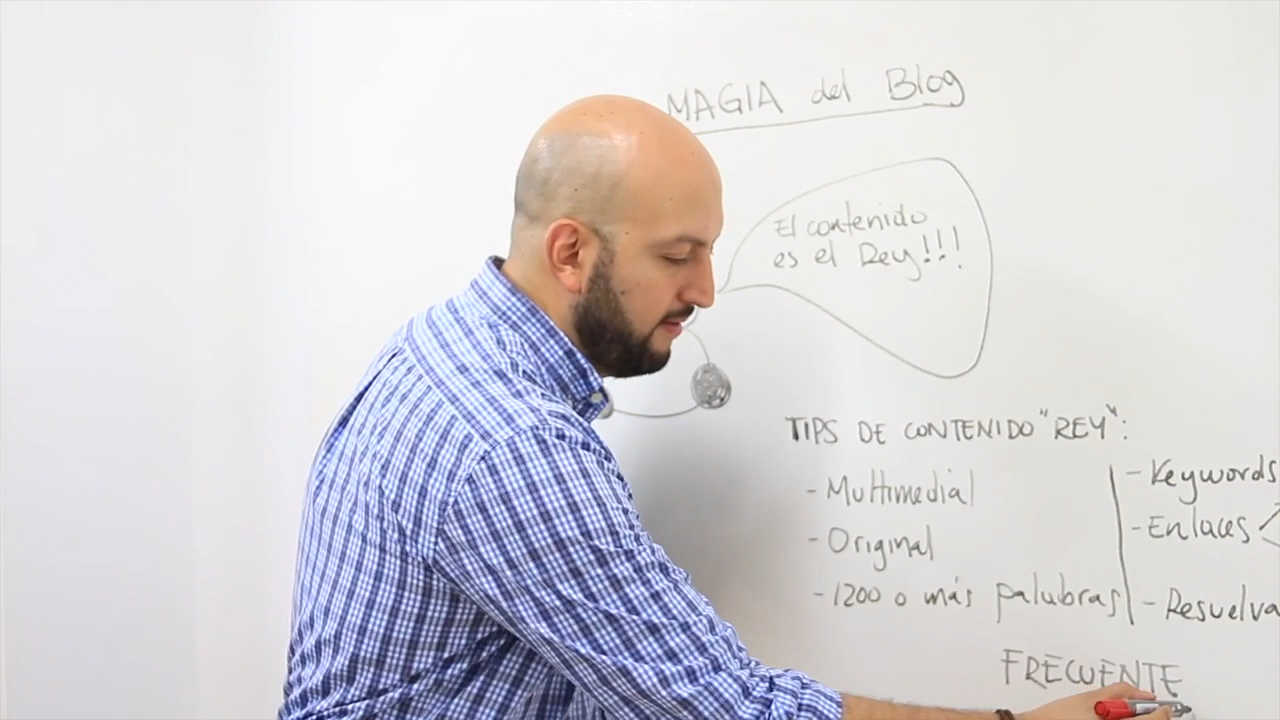 MAGIA del Blog
El contenido
es el Rey!!!
TIPS DE CONTENIDO "REY":
- Multimedial
- Original
- 1200 o más palabras
- Keywords
- Enlaces
- Resuelva
FRECUENTE